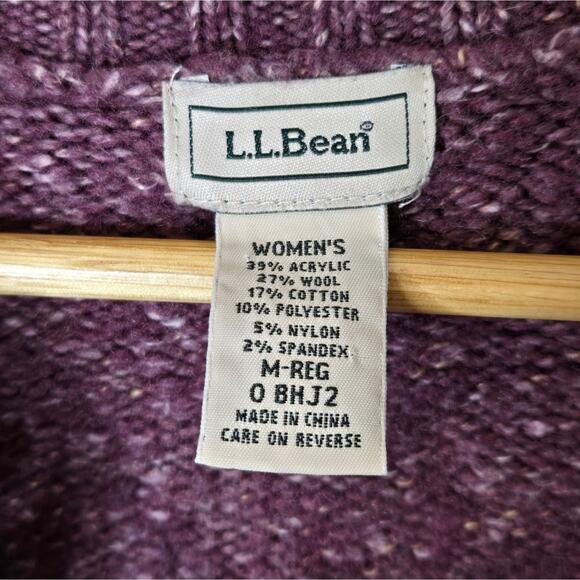 L.L.Bean®
WOMEN'S
39% ACRYLIC
27% WOOL
17% COTTON
10% POLYESTER
5% NYLON
2% SPANDEX
M-REG
0 BHJ2
MADE IN CHINA
CARE ON REVERSE